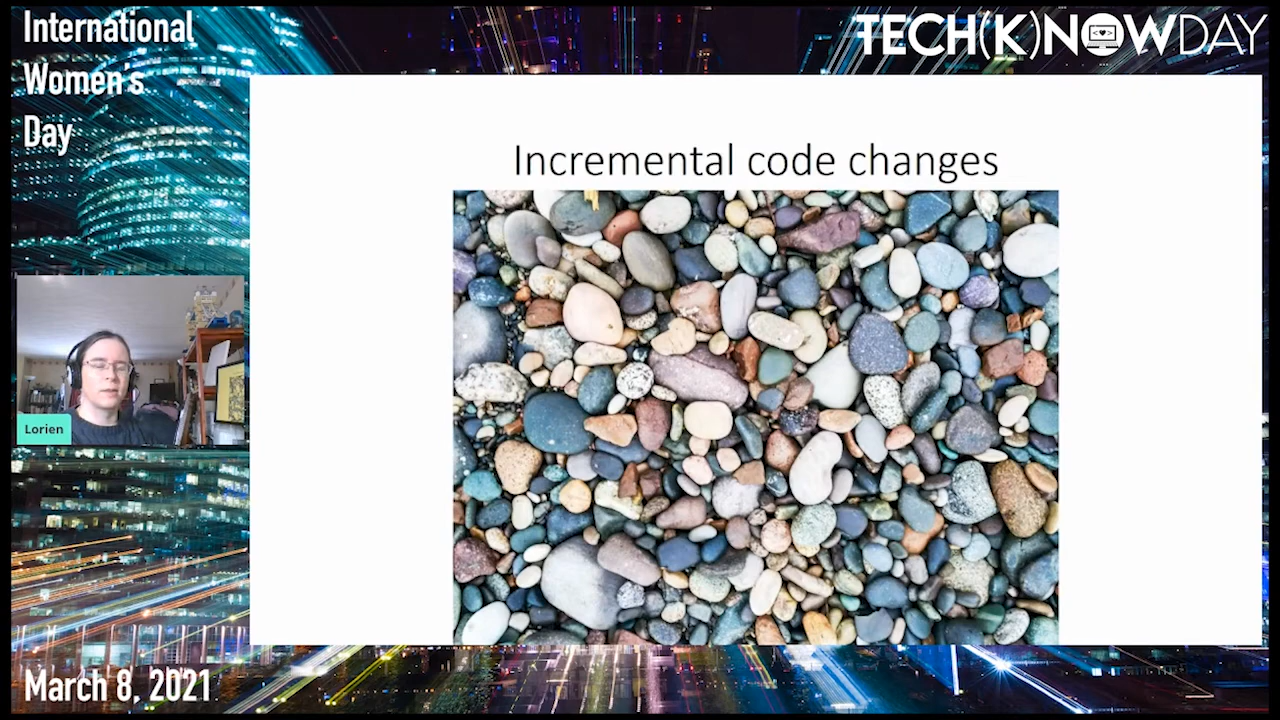 International
Women's
Day
TECH(K)NOWDAY
Incremental code changes
Lorien
March 8, 2021